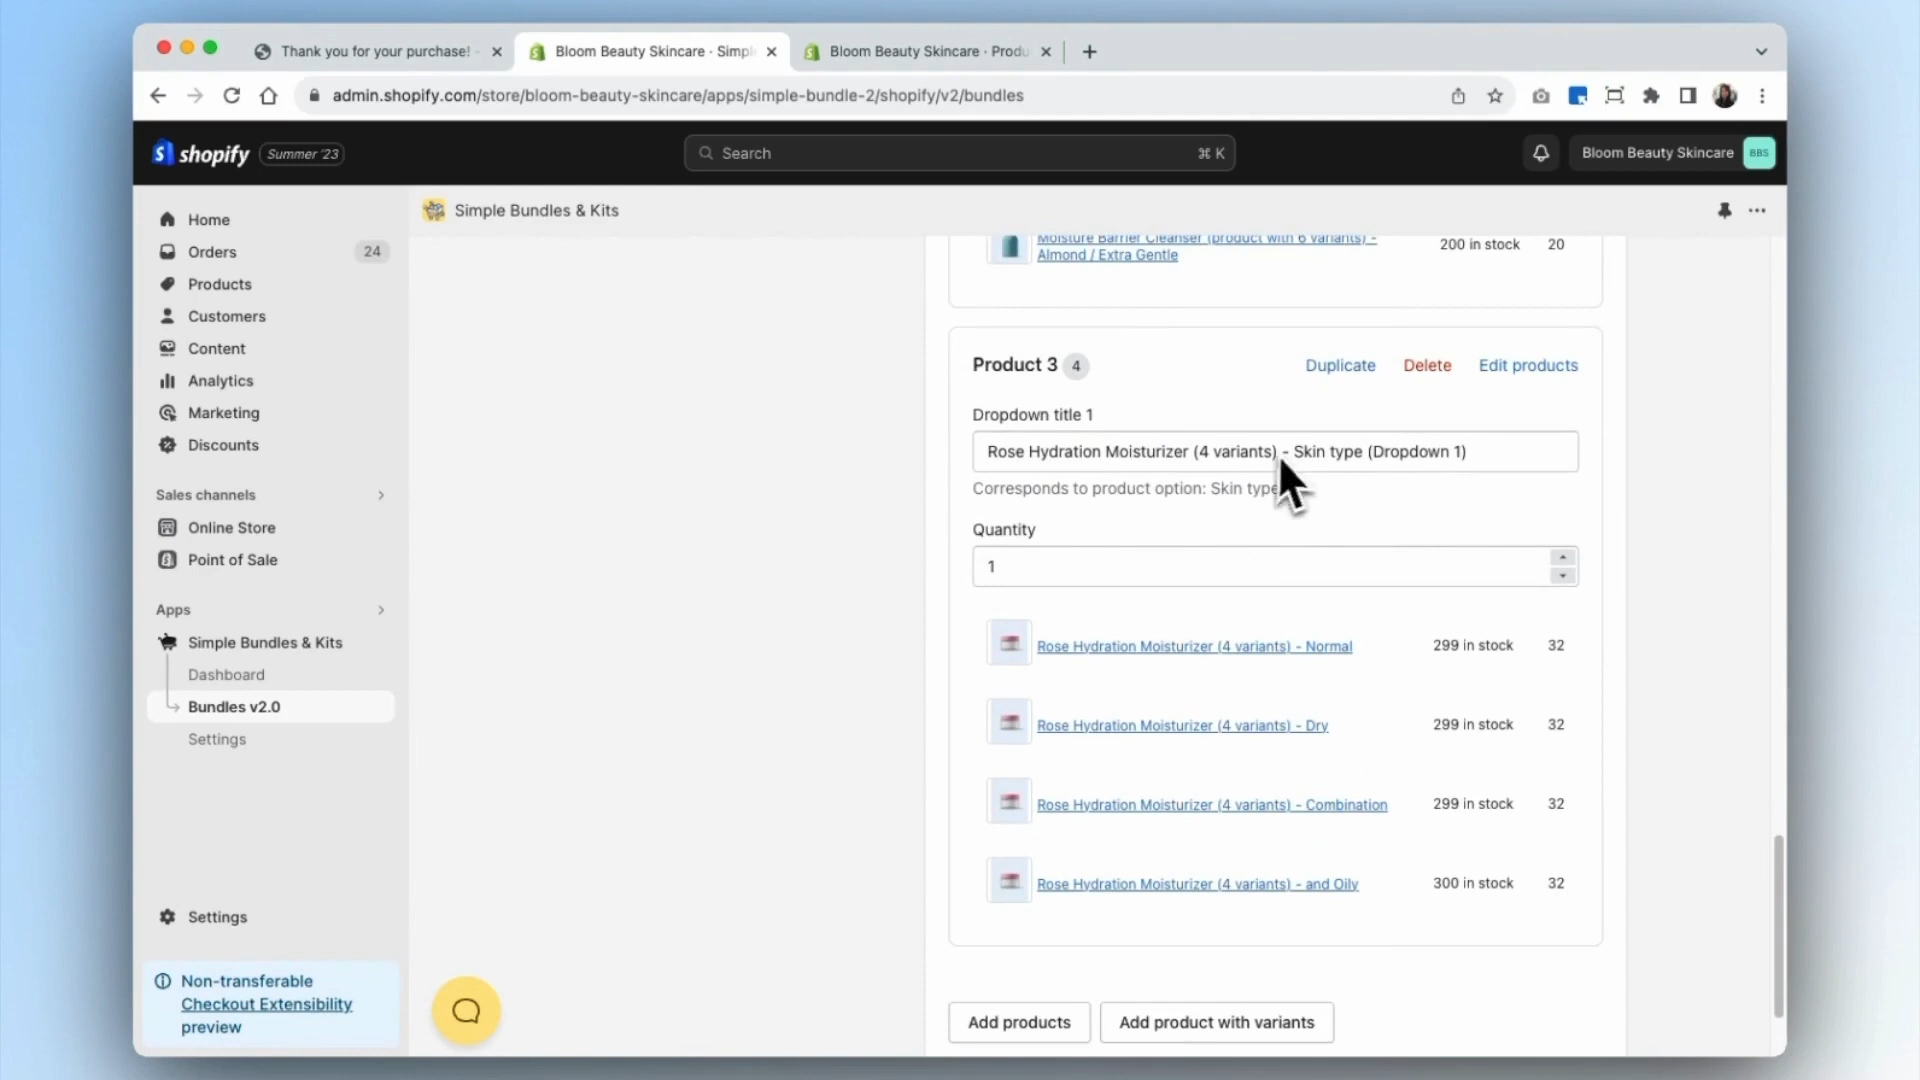 Thank you for your purchase! -
Bloom Beauty Skincare · Simpl
Bloom Beauty Skincare · Produ
admin.shopify.com/store/bloom-beauty-skincare/apps/simple-bundle-2/shopify/v2/bundles
shopify
Summer '23
Search
⌘ K
Bloom Beauty Skincare
BBS
Home
Orders
24
Products
Customers
Content
Analytics
Marketing
Discounts
Sales channels
Online Store
Point of Sale
Apps
Simple Bundles & Kits
Dashboard
Bundles v2.0
Settings
Settings
Non-transferable
Checkout Extensibility
preview
Simple Bundles & Kits
Moisture Barrier Cleanser (product with 6 variants) -
Almond / Extra Gentle
200 in stock
20
Product 3
4
Duplicate
Delete
Edit products
Dropdown title 1
Rose Hydration Moisturizer (4 variants) - Skin type (Dropdown 1)
Corresponds to product option: Skin type
Quantity
1
Rose Hydration Moisturizer (4 variants) - Normal
299 in stock
32
Rose Hydration Moisturizer (4 variants) - Dry
299 in stock
32
Rose Hydration Moisturizer (4 variants) - Combination
299 in stock
32
Rose Hydration Moisturizer (4 variants) - and Oily
300 in stock
32
Add products
Add product with variants